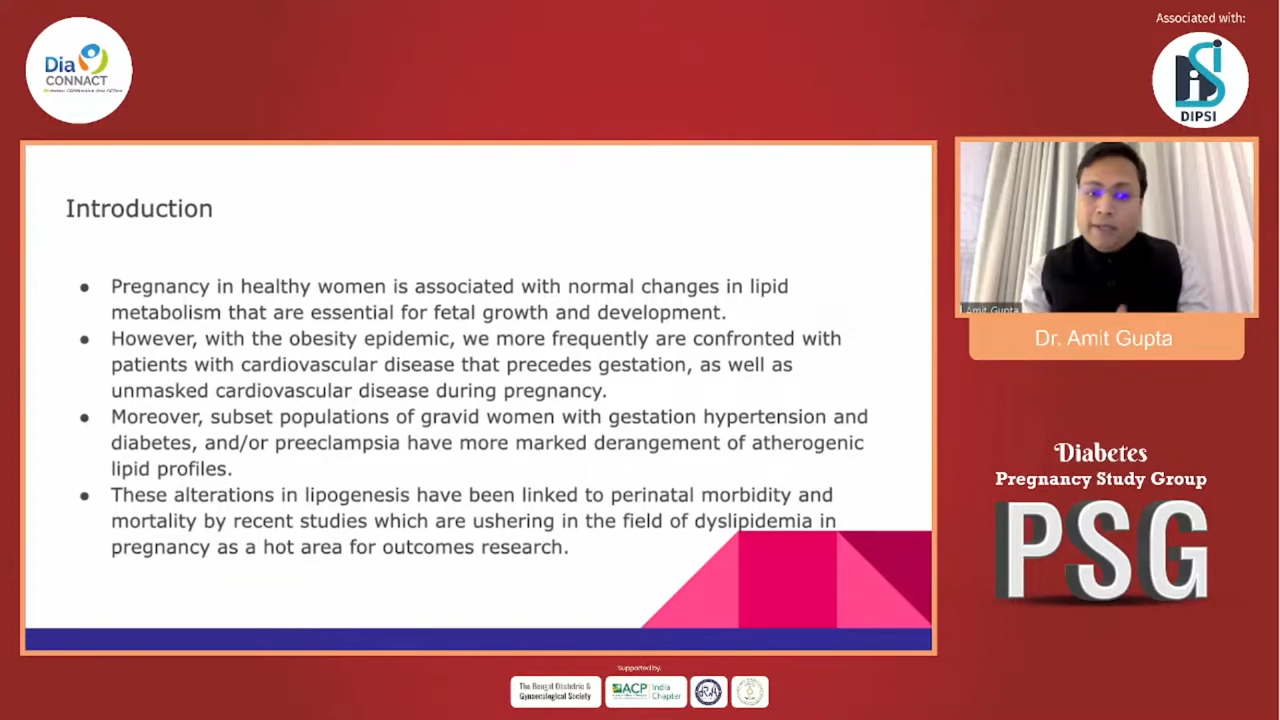 Associated with:
Dia
CONNACT
DIPSI
Introduction
● Pregnancy in healthy women is associated with normal changes in lipid
metabolism that are essential for fetal growth and development.
● However, with the obesity epidemic, we more frequently are confronted with
patients with cardiovascular disease that precedes gestation, as well as
unmasked cardiovascular disease during pregnancy.
● Moreover, subset populations of gravid women with gestation hypertension and
diabetes, and/or preeclampsia have more marked derangement of atherogenic
lipid profiles.
● These alterations in lipogenesis have been linked to perinatal morbidity and
mortality by recent studies which are ushering in the field of dyslipidemia in
pregnancy as a hot area for outcomes research.
Amit Gupta
Dr. Amit Gupta
Diabetes
Pregnancy Study Group
PSG
Supported by:
The Bengal Obstetric &
Gynaecological Society
ACP India
Chapter